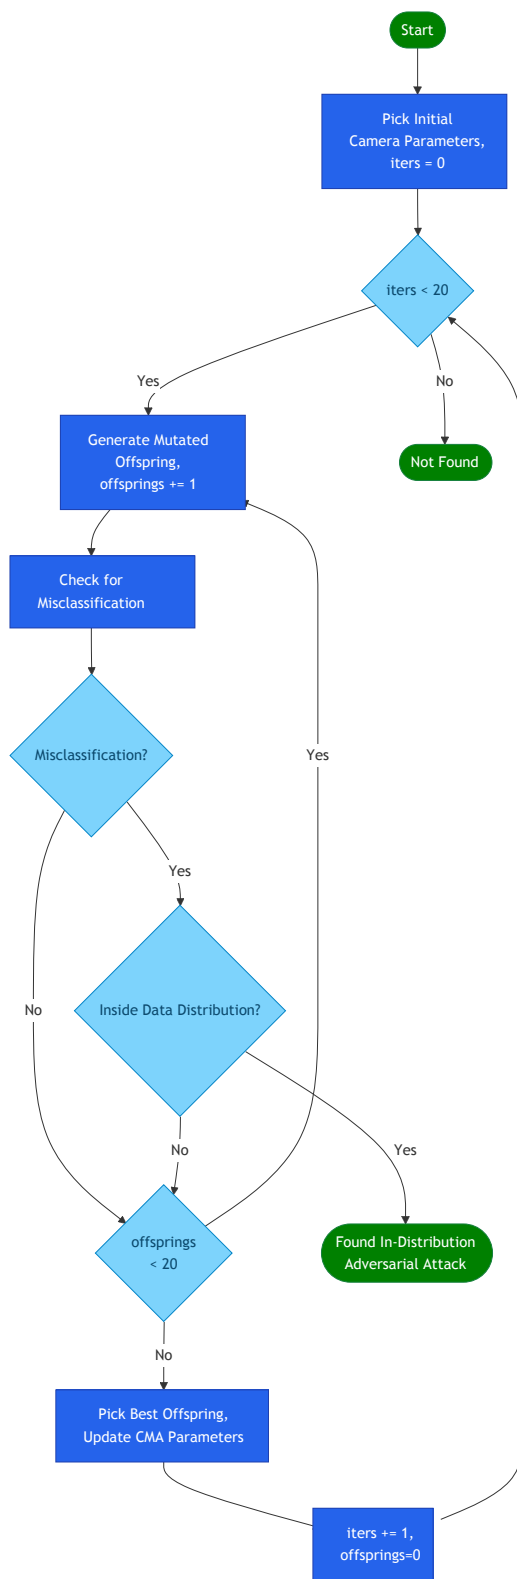 Start
Pick Initial
Camera Parameters,
iters = 0
iters < 20
Yes
No
Generate Mutated
Offspring,
offsprings += 1
Not Found
Check for
Misclassification
Misclassification?
Yes
Yes
Inside Data Distribution?
No
No
Yes
offsprings
< 20
Found In-Distribution
Adversarial Attack
No
Pick Best Offspring,
Update CMA Parameters
iters += 1,
offsprings=0